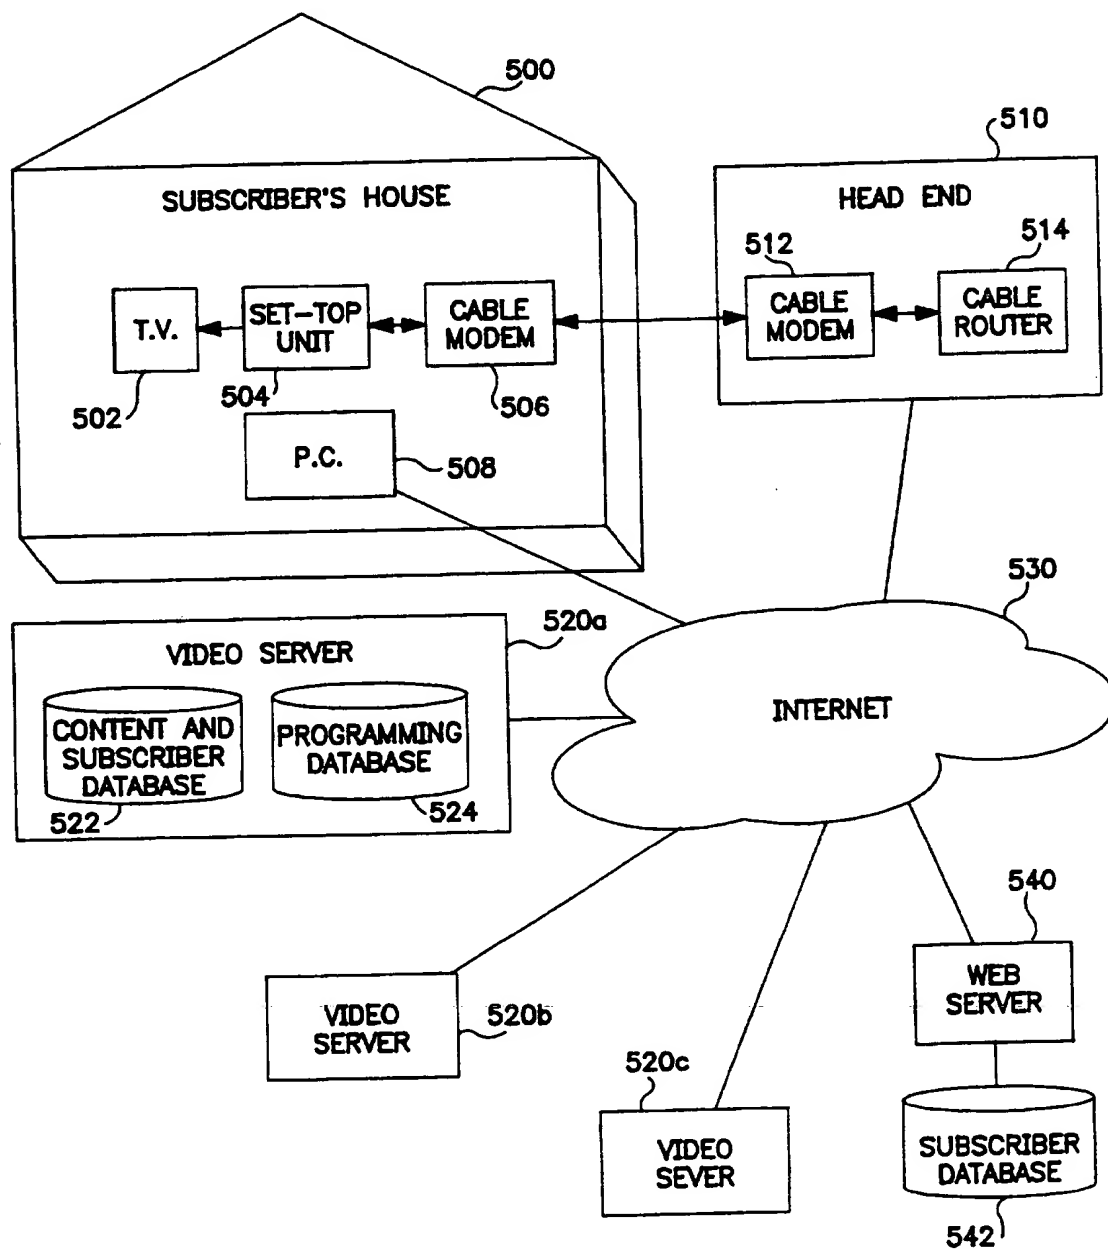 500
510
SUBSCRIBER'S HOUSE
HEAD END
512
514
T.V.
SET-TOP
UNIT
CABLE
MODEM
CABLE
MODEM
CABLE
ROUTER
502
504
506
P.C.
508
520a
530
VIDEO SERVER
CONTENT AND
SUBSCRIBER
DATABASE
PROGRAMMING
DATABASE
522
524
INTERNET
540
WEB
SERVER
VIDEO
SERVER
520b
520c
VIDEO
SEVER
SUBSCRIBER
DATABASE
542